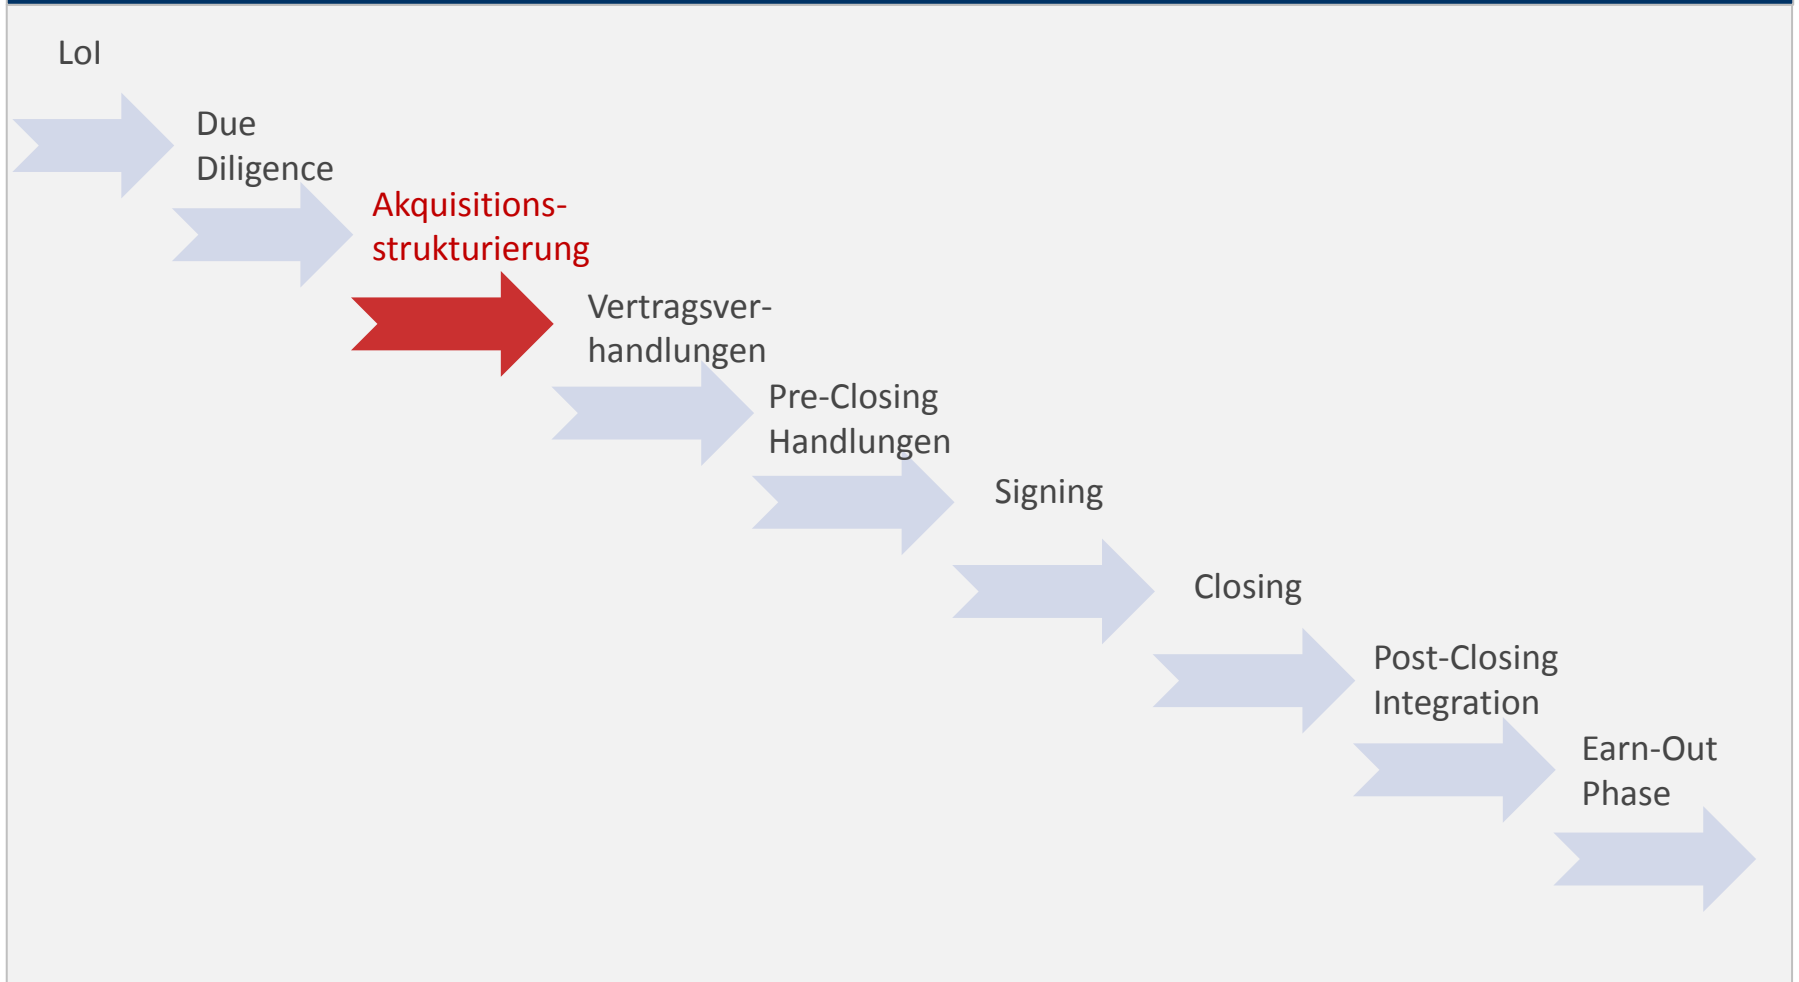 LoI
Due
Diligence
Akquisitions-
strukturierung
Vertragsver-
handlungen
Pre-Closing
Handlungen
Signing
Closing
Post-Closing
Integration
Earn-Out
Phase